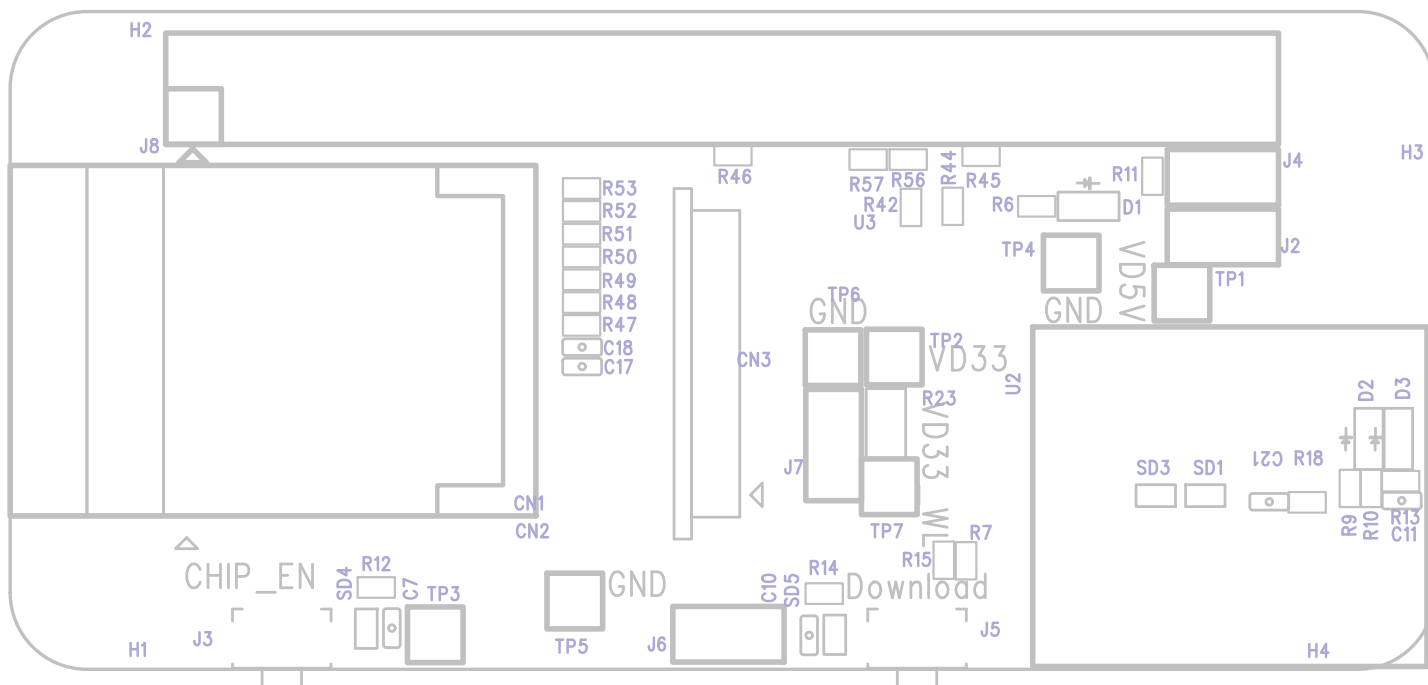 H2
J8
H3
J4
R11
R46
R57
R56
R44
R45
R53
R52
R51
R50
R49
R48
R47
C18
C17
R42
U3
R6
D1
J2
TP4
VD5V
TP1
GND
TP6
GND
CN3
TP2
VD33
U2
R23
VD33 WL
D2
D3
J7
SD3
SD1
C21
R18
CN1
CN2
TP7
R15
R7
R9
R10
R13
C11
CHIP_EN
SD4
R12
C7
TP3
GND
TP5
C10
SD5
R14
Download
H1
J3
J6
J5
H4